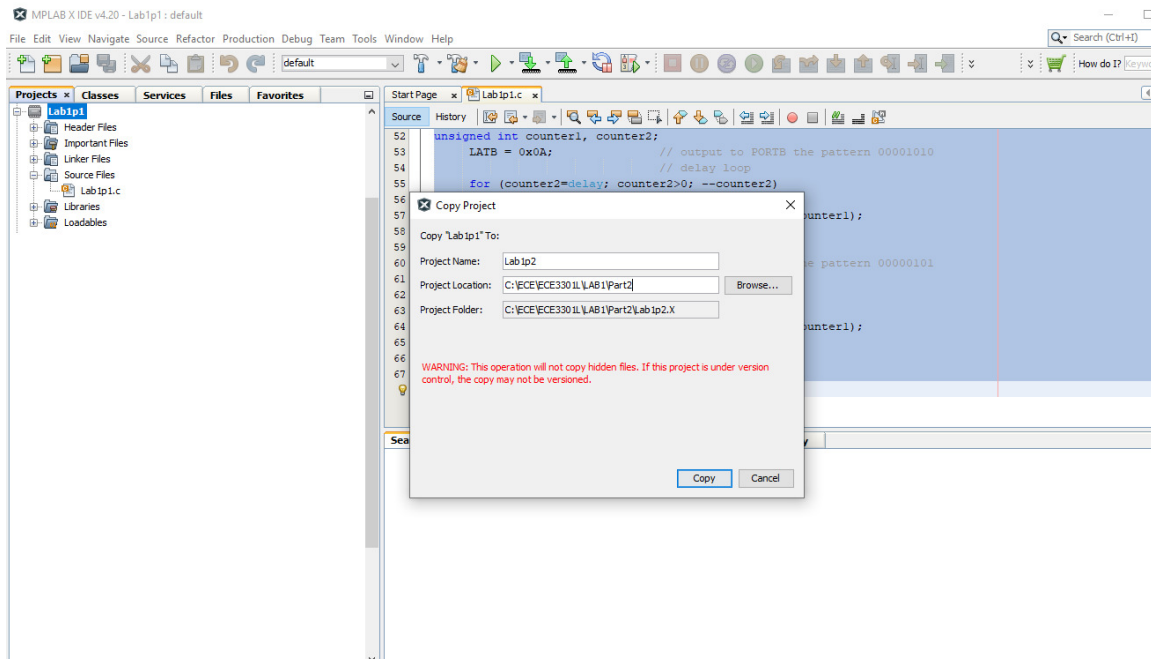 MPLAB X IDE v4.20 - Lab1p1 : default
File Edit View Navigate Source Refactor Production Debug Team Tools Window Help
Search (Ctrl+I)
default
How do I?
Projects Classes Services Files Favorites
Start Page Lab1p1.c
Lab1p1
Header Files
Important Files
Linker Files
Source Files
Lab1p1.c
Libraries
Loadables
Source History
52 unsigned int counter1, counter2;
53 LATB = 0x0A; // output to PORTB the pattern 00001010
54 // delay loop
55 for (counter2=delay; counter2>0; --counter2)
56
57 ounter1);
58
59
60 he pattern 00000101
61
62
63
64 ounter1);
65
66
67
Copy Project
Copy "Lab1p1" To:
Project Name: Lab1p2
Project Location: C:\ECE\ECE3301L\LAB1\Part2 Browse...
Project Folder: C:\ECE\ECE3301L\LAB1\Part2\Lab1p2.X
WARNING: This operation will not copy hidden files. If this project is under version
control, the copy may not be versioned.
Copy Cancel
Sea